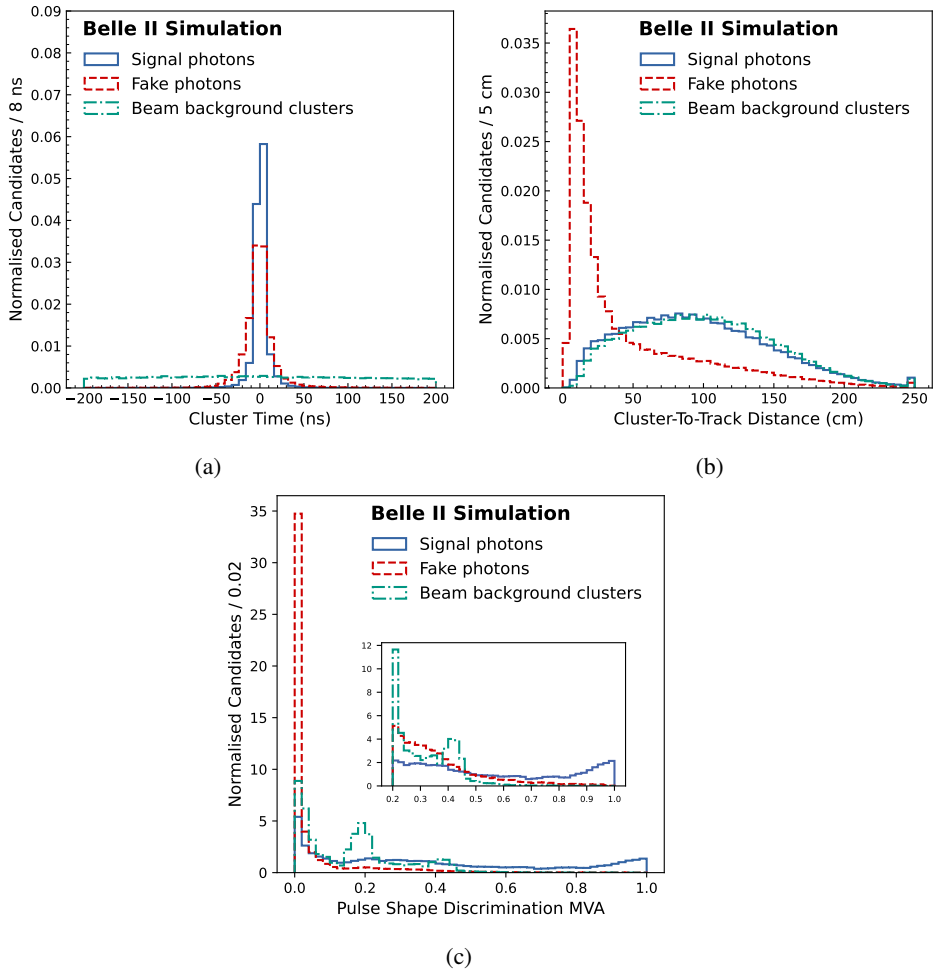 Belle II Simulation
Signal photons
Fake photons
Beam background clusters
Normalised Candidates / 8 ns
0.09
0.08
0.07
0.06
0.05
0.04
0.03
0.02
0.01
0.00
−200 −150 −100 −50 0 50 100 150 200
Cluster Time (ns)
(a)
Belle II Simulation
Signal photons
Fake photons
Beam background clusters
Normalised Candidates / 5 cm
0.035
0.030
0.025
0.020
0.015
0.010
0.005
0.000
0 50 100 150 200 250
Cluster-To-Track Distance (cm)
(b)
Belle II Simulation
Signal photons
Fake photons
Beam background clusters
Normalised Candidates / 0.02
35
30
25
20
15
10
5
0
12
10
8
6
4
2
0
0.2 0.3 0.4 0.5 0.6 0.7 0.8 0.9 1.0
0.0 0.2 0.4 0.6 0.8 1.0
Pulse Shape Discrimination MVA
(c)